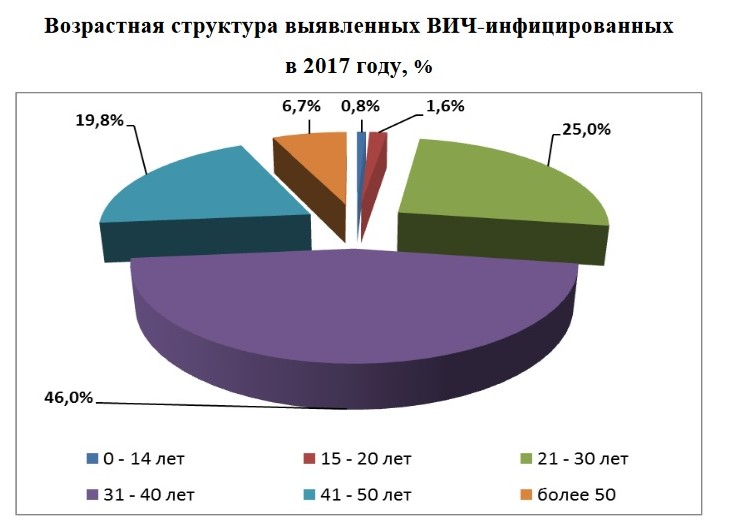 Возрастная структура выявленных ВИЧ-инфицированных
в 2017 году, %
19,8%
6,7%
0,8%
1,6%
25,0%
46,0%
0 - 14 лет
15 - 20 лет
21 - 30 лет
31 - 40 лет
41 - 50 лет
более 50